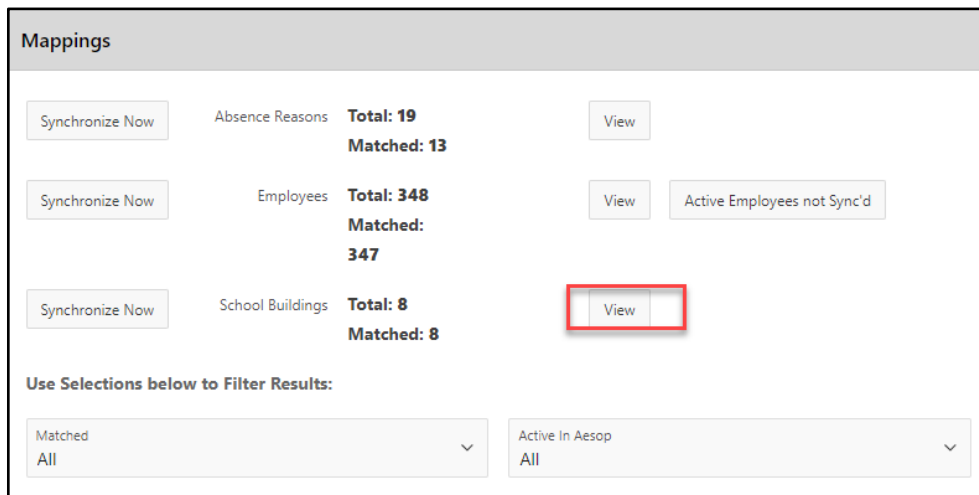 Mappings
Synchronize Now Absence Reasons Total: 19 View
Matched: 13
Synchronize Now Employees Total: 348 View Active Employees not Sync'd
Matched:
347
Synchronize Now School Buildings Total: 8 View
Matched: 8
Use Selections below to Filter Results:
Matched Active In Aesop
All All